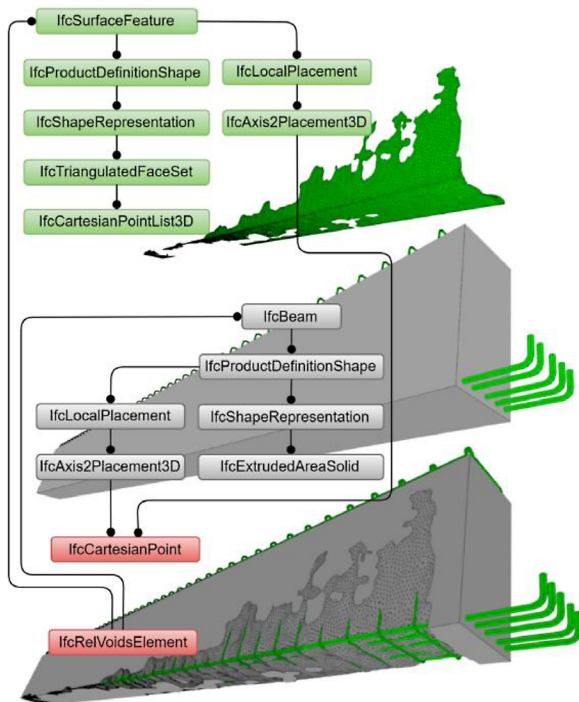 IfcSurfaceFeature
IfcProductDefinitionShape
IfcLocalPlacement
IfcShapeRepresentation
IfcAxis2Placement3D
IfcTriangulatedFaceSet
IfcCartesianPointList3D
IfcBeam
IfcProductDefinitionShape
IfcLocalPlacement
IfcShapeRepresentation
IfcAxis2Placement3D
IfcExtrudedAreaSolid
IfcCartesianPoint
IfcRelVoidsElement